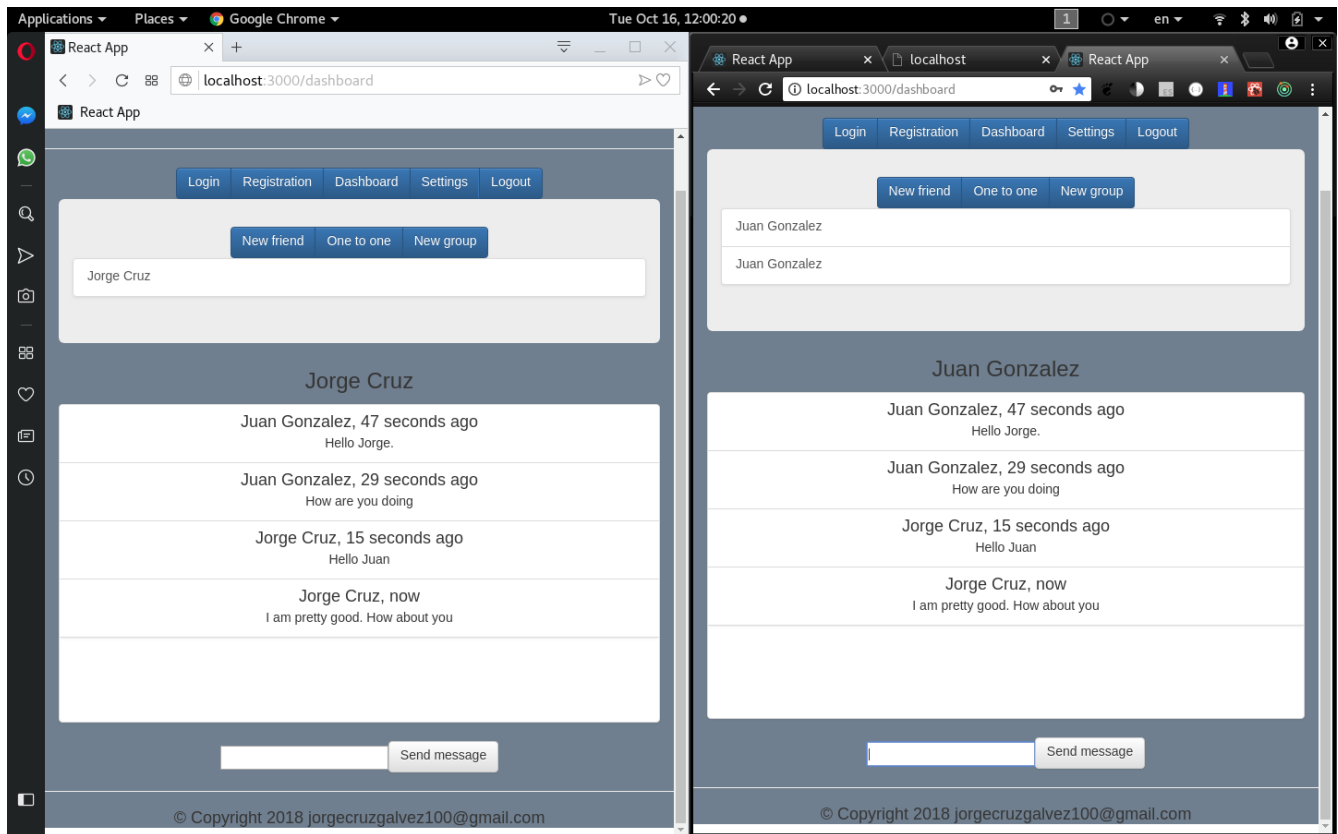 Applications Places Google Chrome Tue Oct 16, 12:00:20 1 en
React App
localhost:3000/dashboard
React App
Login Registration Dashboard Settings Logout
New friend One to one New group
Jorge Cruz
Jorge Cruz
Juan Gonzalez, 47 seconds ago
Hello Jorge.
Juan Gonzalez, 29 seconds ago
How are you doing
Jorge Cruz, 15 seconds ago
Hello Juan
Jorge Cruz, now
I am pretty good. How about you
Send message
© Copyright 2018 jorgecruzgalvez100@gmail.com
React App localhost React App
localhost:3000/dashboard
Login Registration Dashboard Settings Logout
New friend One to one New group
Juan Gonzalez
Juan Gonzalez
Juan Gonzalez
Juan Gonzalez, 47 seconds ago
Hello Jorge.
Juan Gonzalez, 29 seconds ago
How are you doing
Jorge Cruz, 15 seconds ago
Hello Juan
Jorge Cruz, now
I am pretty good. How about you
Send message
© Copyright 2018 jorgecruzgalvez100@gmail.com